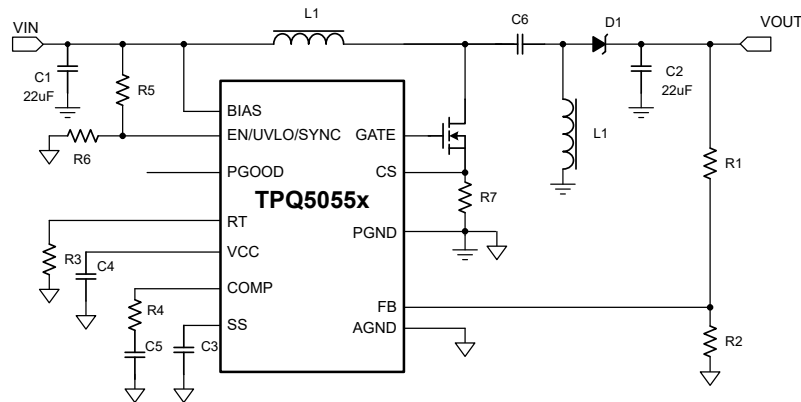 L1
VIN
C6
D1
VOUT
C1
22uF
R5
C2
22uF
BIAS
R6
EN/UVLO/SYNC
GATE
L1
R1
PGOOD
CS
TPQ5055x
R7
RT
PGND
R3
C4
VCC
COMP
R4
FB
SS
AGND
C5
C3
R2